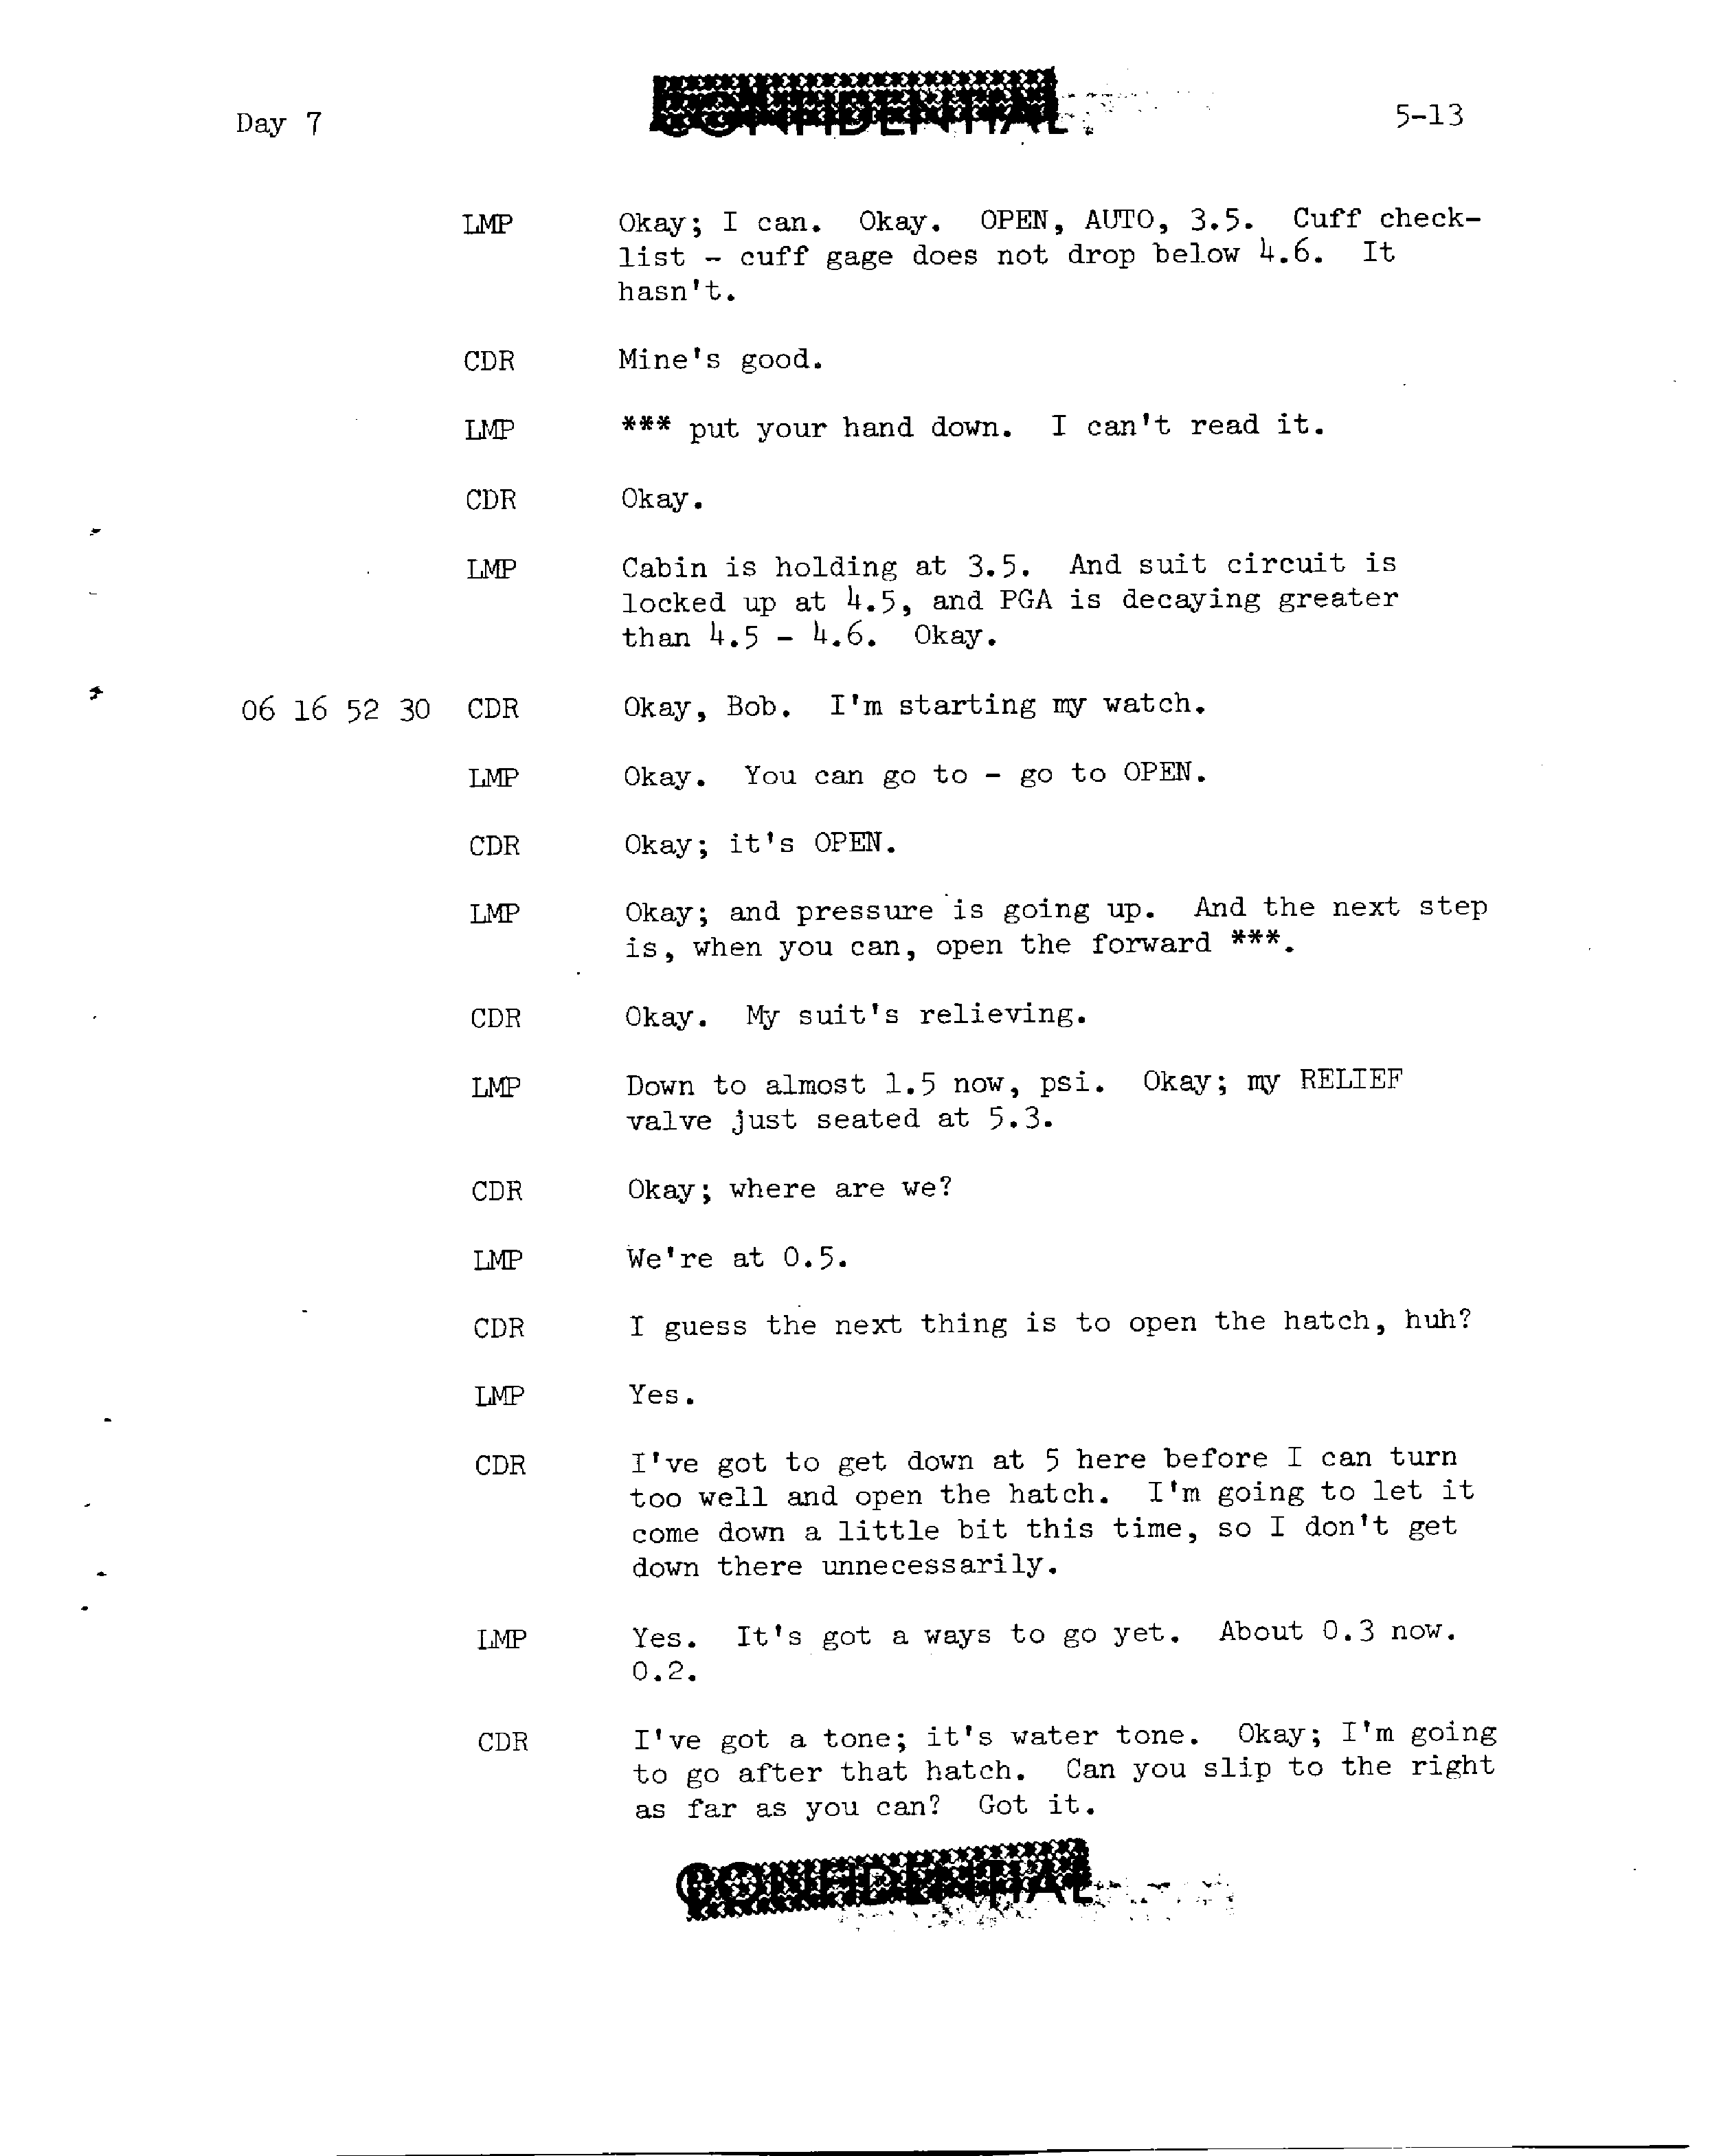 Day 7
CONFIDENTIAL
5-13
LMP Okay; I can. Okay. OPEN, AUTO, 3.5. Cuff check-
list - cuff gage does not drop below 4.6. It
hasn't.
CDR Mine's good.
LMP *** put your hand down. I can't read it.
CDR Okay.
LMP Cabin is holding at 3.5. And suit circuit is
locked up at 4.5, and PGA is decaying greater
than 4.5 - 4.6. Okay.
06 16 52 30 CDR Okay, Bob. I'm starting my watch.
LMP Okay. You can go to - go to OPEN.
CDR Okay; it's OPEN.
LMP Okay; and pressure is going up. And the next step
is, when you can, open the forward ***.
CDR Okay. My suit's relieving.
LMP Down to almost 1.5 now, psi. Okay; my RELIEF
valve just seated at 5.3.
CDR Okay; where are we?
LMP We're at 0.5.
CDR I guess the next thing is to open the hatch, huh?
LMP Yes.
CDR I've got to get down at 5 here before I can turn
too well and open the hatch. I'm going to let it
come down a little bit this time, so I don't get
down there unnecessarily.
LMP Yes. It's got a ways to go yet. About 0.3 now.
0.2.
CDR I've got a tone; it's water tone. Okay; I'm going
to go after that hatch. Can you slip to the right
as far as you can? Got it.
CONFIDENTIAL